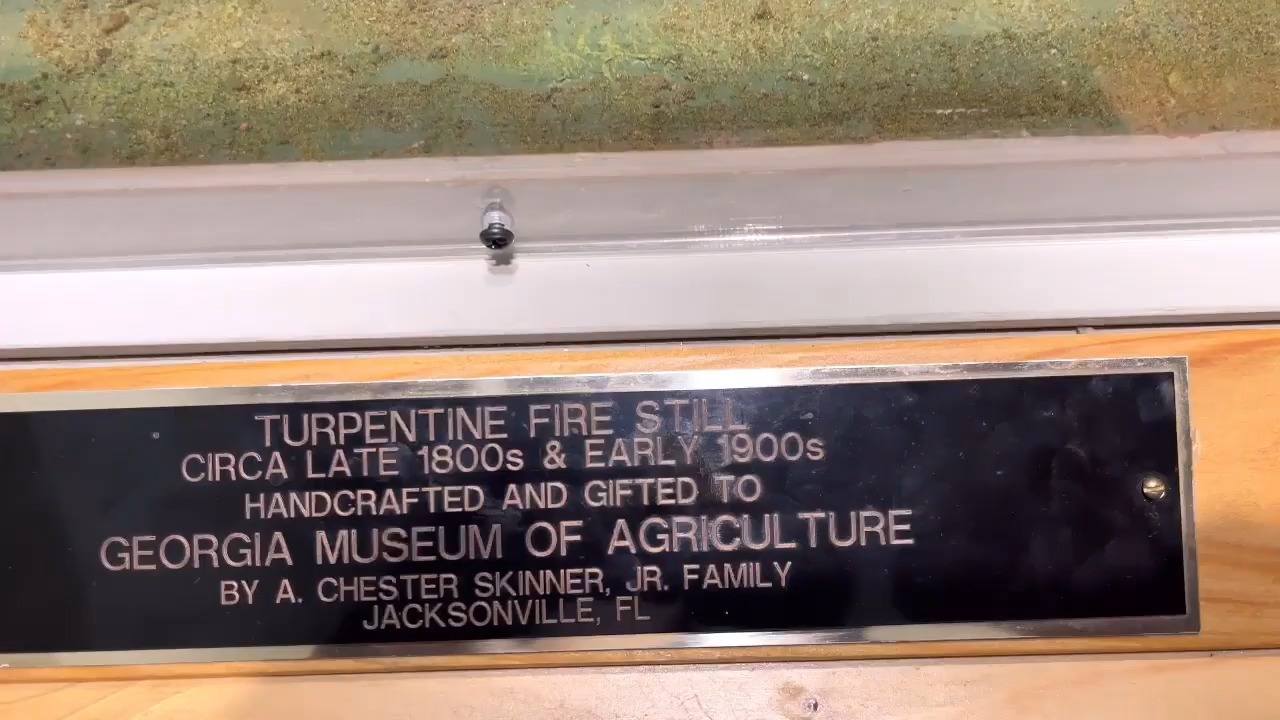 TURPENTINE FIRE STILL
CIRCA LATE 1800s & EARLY 1900s
HANDCRAFTED AND GIFTED TO
GEORGIA MUSEUM OF AGRICULTURE
BY A. CHESTER SKINNER, JR. FAMILY
JACKSONVILLE, FL